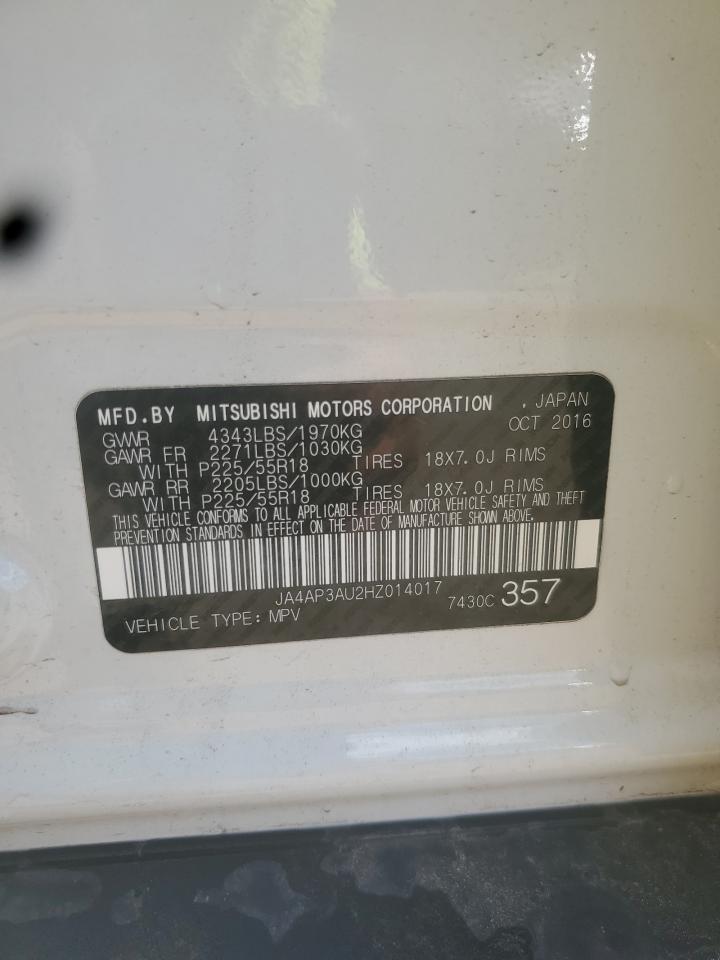 MFD.BY MITSUBISHI MOTORS CORPORATION , JAPAN
OCT 2016
GVWR 4343LBS/1970KG
GAWR FR 2271LBS/1030KG
WITH P225/55R18 TIRES 18X7.0J RIMS
GAWR RR 2205LBS/1000KG
WITH P225/55R18 TIRES 18X7.0J RIMS
THIS VEHICLE CONFORMS TO ALL APPLICABLE FEDERAL MOTOR VEHICLE SAFETY AND THEFT
PREVENTION STANDARDS IN EFFECT ON THE DATE OF MANUFACTURE SHOWN ABOVE.
JA4AP3AU2HZ014017
VEHICLE TYPE: MPV 7430C 357